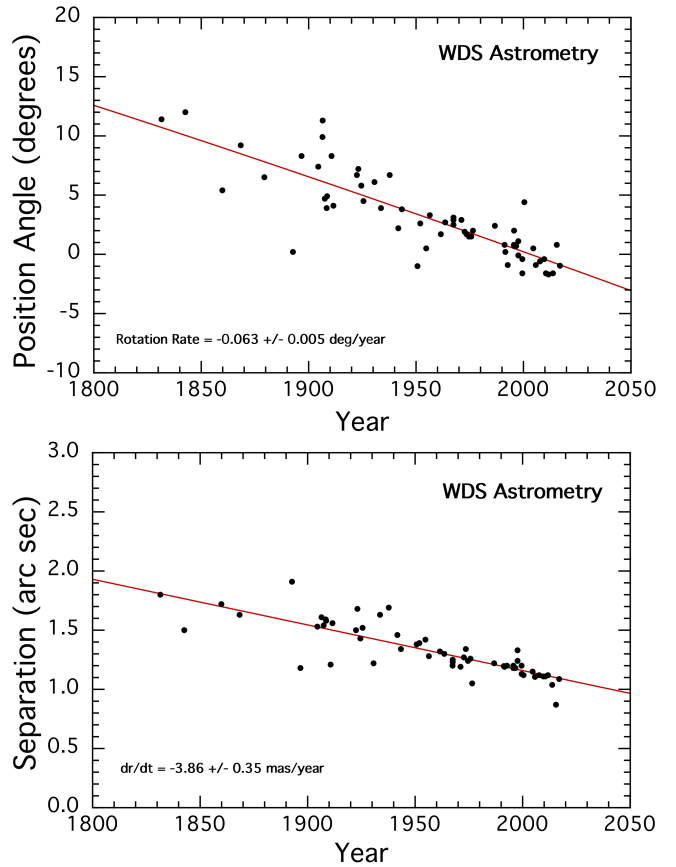 20
WDS Astrometry
15
10
5
0
-5
Rotation Rate = -0.063 +/- 0.005 deg/year
-10
Position Angle (degrees)
1800 1850 1900 1950 2000 2050
Year
3.0
WDS Astrometry
2.5
2.0
1.5
1.0
0.5
dr/dt = -3.86 +/- 0.35 mas/year
0.0
Separation (arc sec)
1800 1850 1900 1950 2000 2050
Year